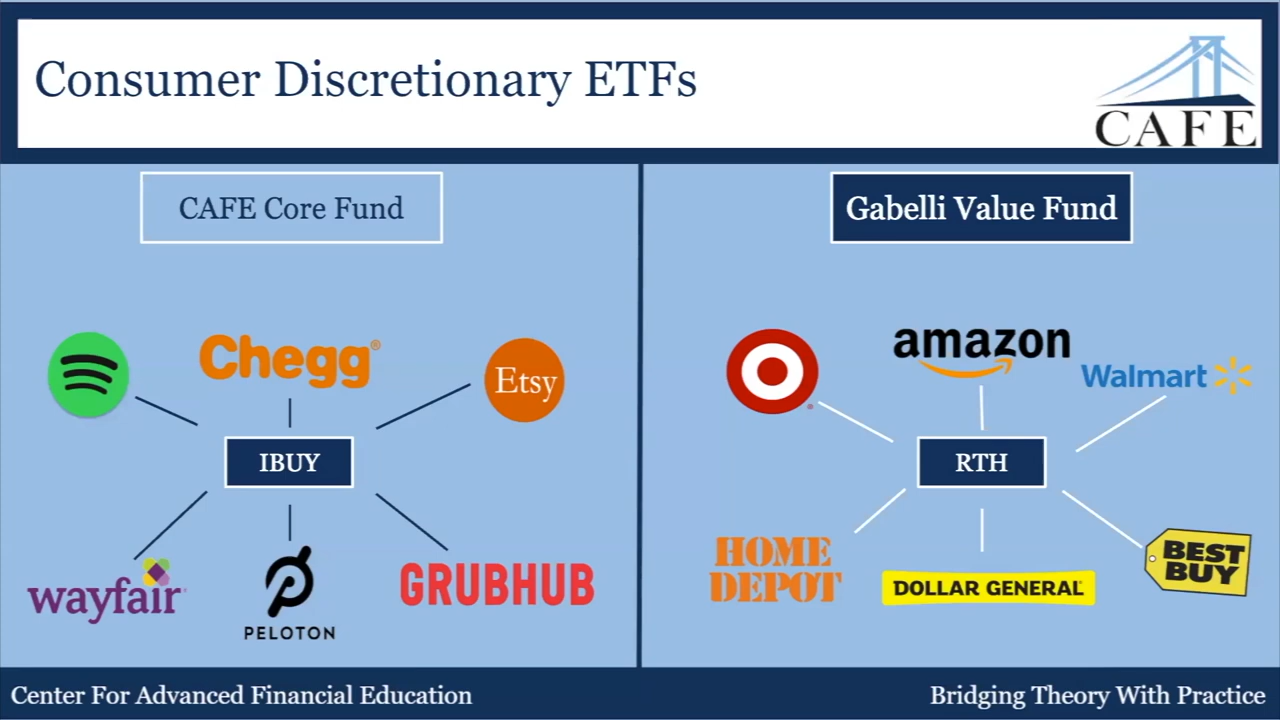 Consumer Discretionary ETFs
CAFE
CAFE Core Fund
Gabelli Value Fund
Chegg®
Etsy
IBUY
wayfair
PELOTON
GRUBHUB
amazon
Walmart
RTH
HOME
DEPOT
DOLLAR GENERAL
BEST
BUY
Center For Advanced Financial Education
Bridging Theory With Practice